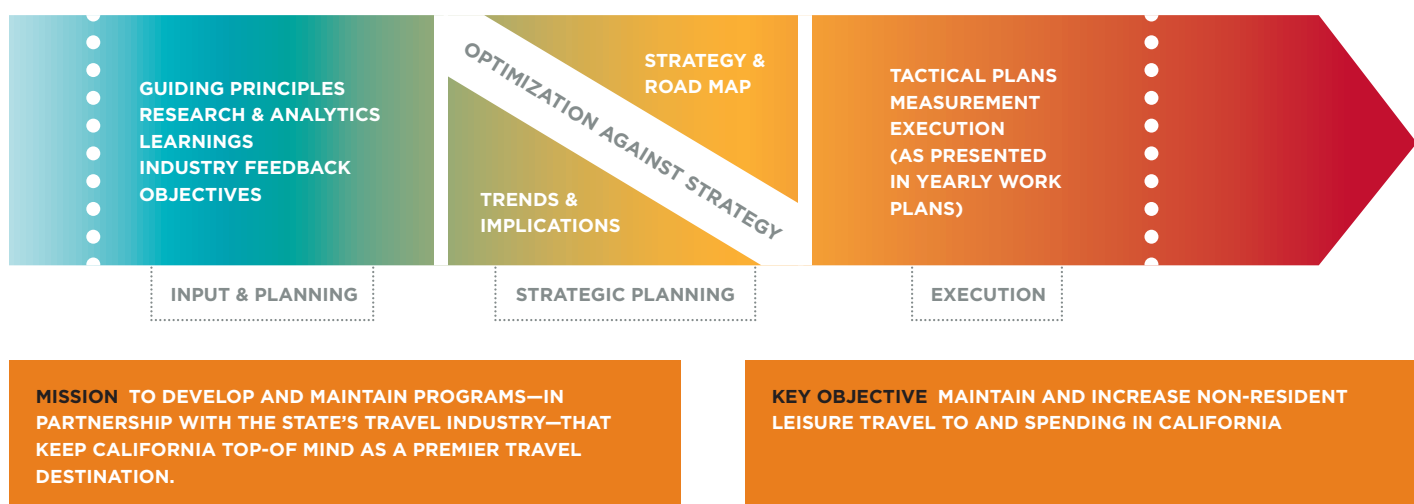 GUIDING PRINCIPLES
RESEARCH & ANALYTICS
LEARNINGS
INDUSTRY FEEDBACK
OBJECTIVES
OPTIMIZATION AGAINST STRATEGY
STRATEGY &
ROAD MAP
TRENDS &
IMPLICATIONS
TACTICAL PLANS
MEASUREMENT
EXECUTION
(AS PRESENTED
IN YEARLY WORK
PLANS)
INPUT & PLANNING
STRATEGIC PLANNING
EXECUTION
MISSION TO DEVELOP AND MAINTAIN PROGRAMS—IN
PARTNERSHIP WITH THE STATE’S TRAVEL INDUSTRY—THAT
KEEP CALIFORNIA TOP-OF MIND AS A PREMIER TRAVEL
DESTINATION.
KEY OBJECTIVE MAINTAIN AND INCREASE NON-RESIDENT
LEISURE TRAVEL TO AND SPENDING IN CALIFORNIA